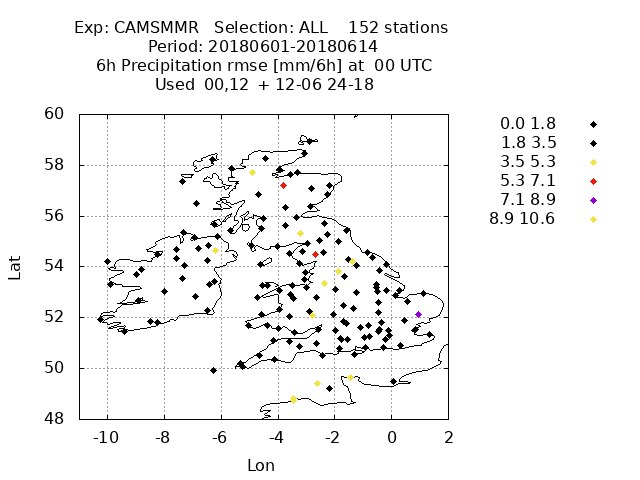 Exp: CAMSMMR   Selection: ALL    152 stations
Period: 20180601-20180614
6h Precipitation rmse [mm/6h] at  00 UTC
Used  00,12  + 12-06 24-18
0.0 1.8
1.8 3.5
3.5 5.3
5.3 7.1
7.1 8.9
8.9 10.6
Lat
60
58
56
54
52
50
48
-10 -8 -6 -4 -2 0 2
Lon